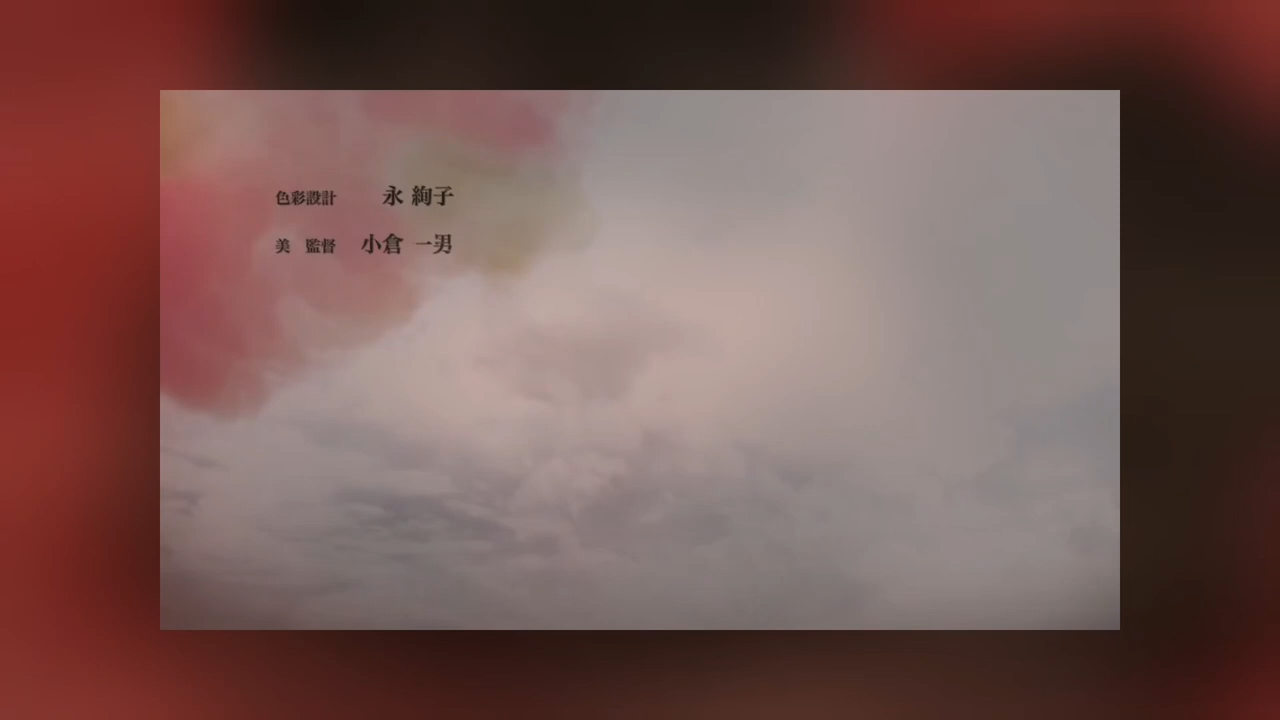 色彩設計 永 絢子
美 監督 小倉 一男